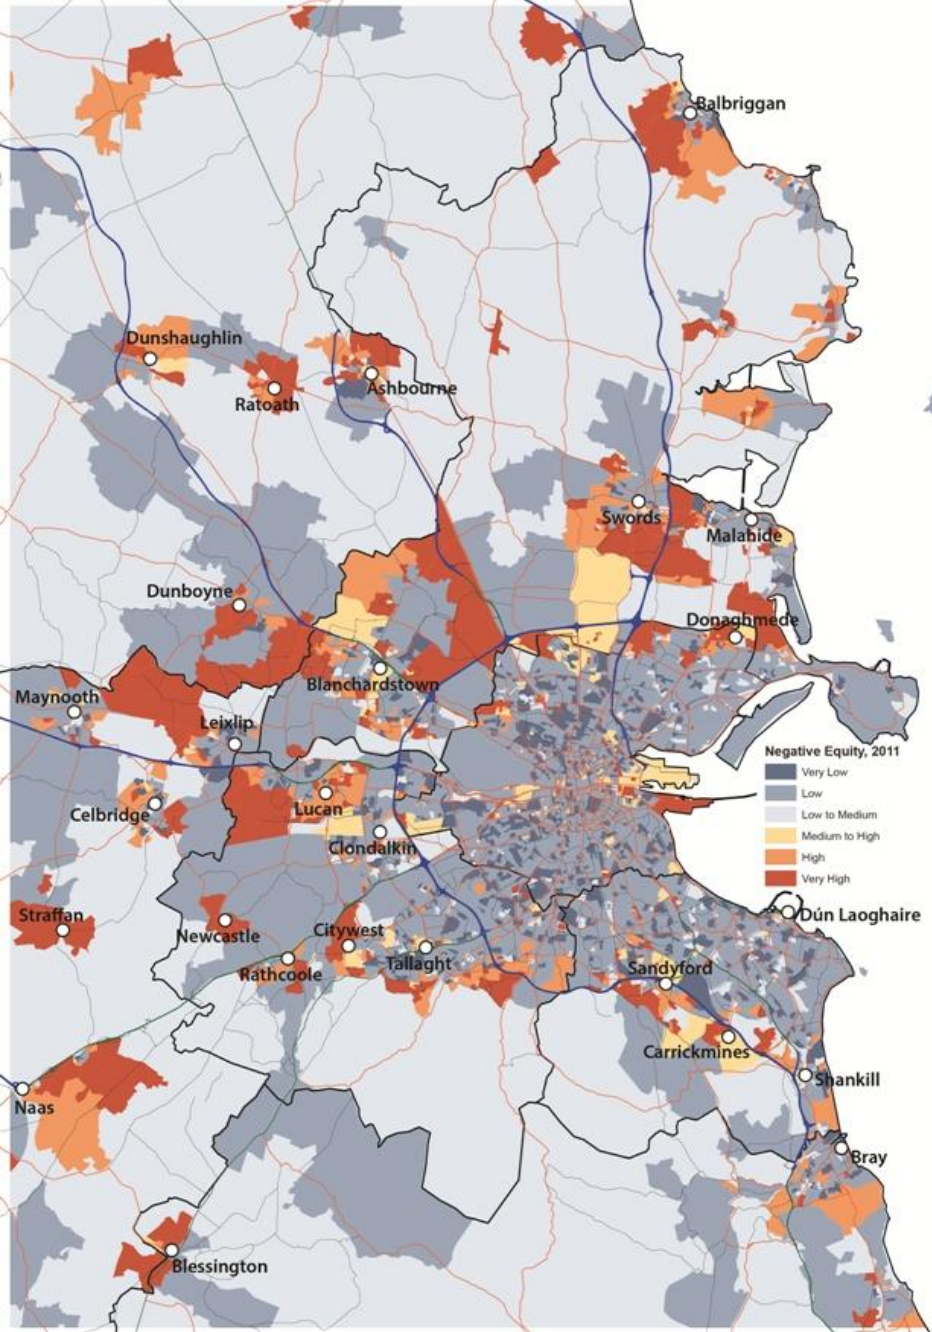 Balbriggan
Dunshaughlin
Ratoath
Ashbourne
Swords
Malahide
Dunboyne
Donaghmede
Blanchardstown
Maynooth
Leixlip
Negative Equity, 2011
Very Low
Low
Low to Medium
Medium to High
High
Very High
Celbridge
Lucan
Clondalkin
Straffan
Newcastle
Citywest
Dún Laoghaire
Rathcoole
Tallaght
Sandyford
Carrickmines
Shankill
Naas
Bray
Blessington